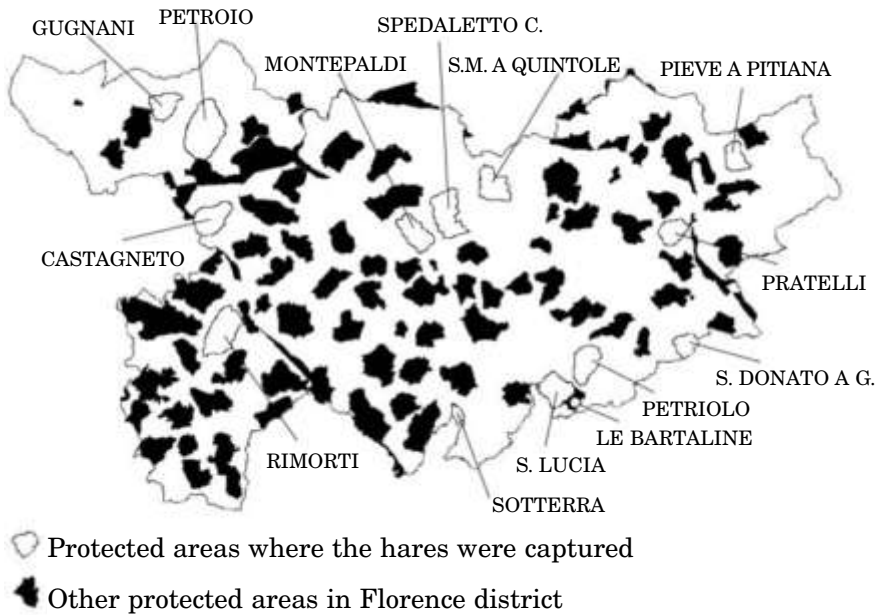 PETROIO
GUGNANI
SPEDALETTO C.
MONTEPALDI
S.M. A QUINTOLE
PIEVE A PITIANA
CASTAGNETO
PRATELLI
S. DONATO A G.
PETRIOLO
LE BARTALINE
RIMORTI
S. LUCIA
SOTTERRA
Protected areas where the hares were captured
Other protected areas in Florence district